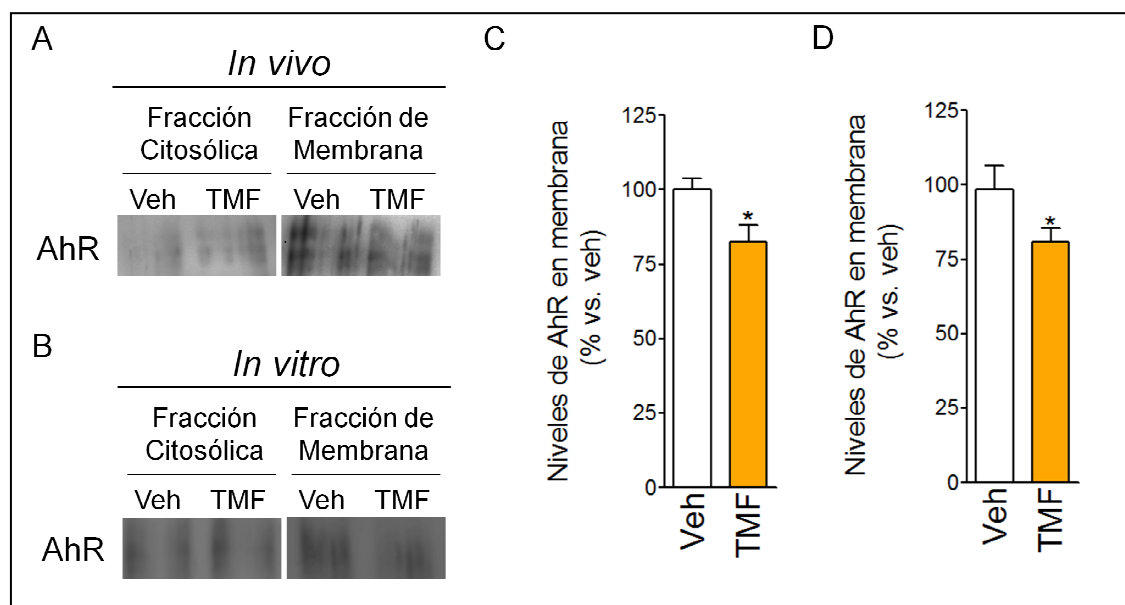 A
In vivo
Fracción Citosólica
Fracción de Membrana
Veh TMF Veh TMF
AhR
B
In vitro
Fracción Citosólica
Fracción de Membrana
Veh TMF Veh TMF
AhR
C
Niveles de AhR en membrana
(% vs. veh)
125
100
75
50
25
0
*
Veh
TMF
D
Niveles de AhR en membrana
(% vs. veh)
125
100
75
50
25
0
*
Veh
TMF